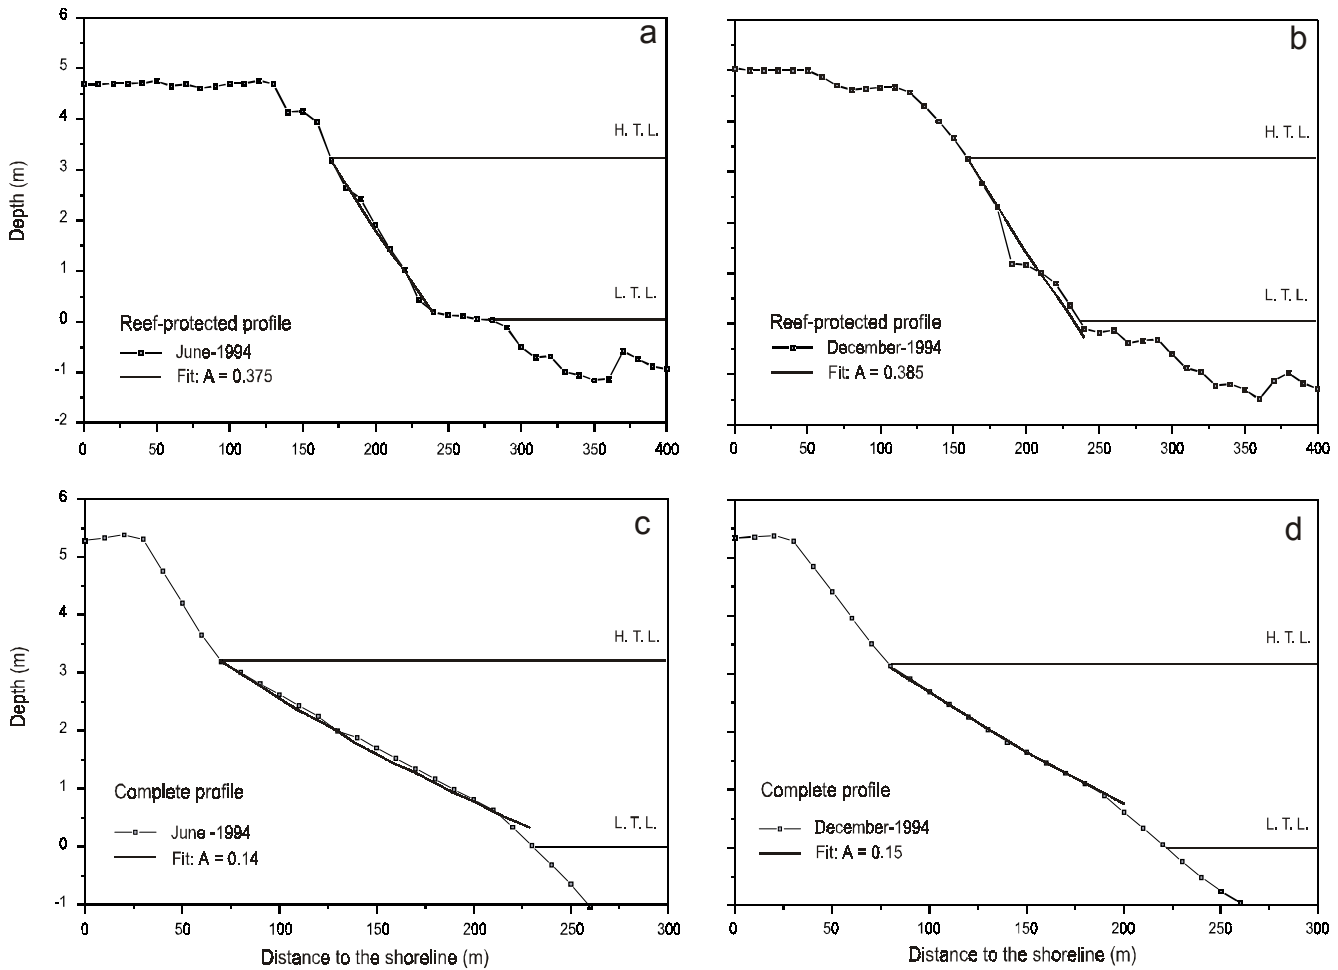 a
6
5
4
3
2
1
0
-1
-2
Depth (m)
H. T. L.
L. T. L.
Reef-protected profile
June-1994
Fit: A = 0.375
0 50 100 150 200 250 300 350 400
b
H. T. L.
L. T. L.
Reef-protected profile
December-1994
Fit: A = 0.385
0 50 100 150 200 250 300 350 400
c
6
5
4
3
2
1
0
-1
Depth (m)
H. T. L.
L. T. L.
Complete profile
June -1994
Fit: A = 0.14
0 50 100 150 200 250 300
Distance to the shoreline (m)
d
H. T. L.
L. T. L.
Complete profile
December-1994
Fit: A = 0.15
0 50 100 150 200 250 300
Distance to the shoreline (m)